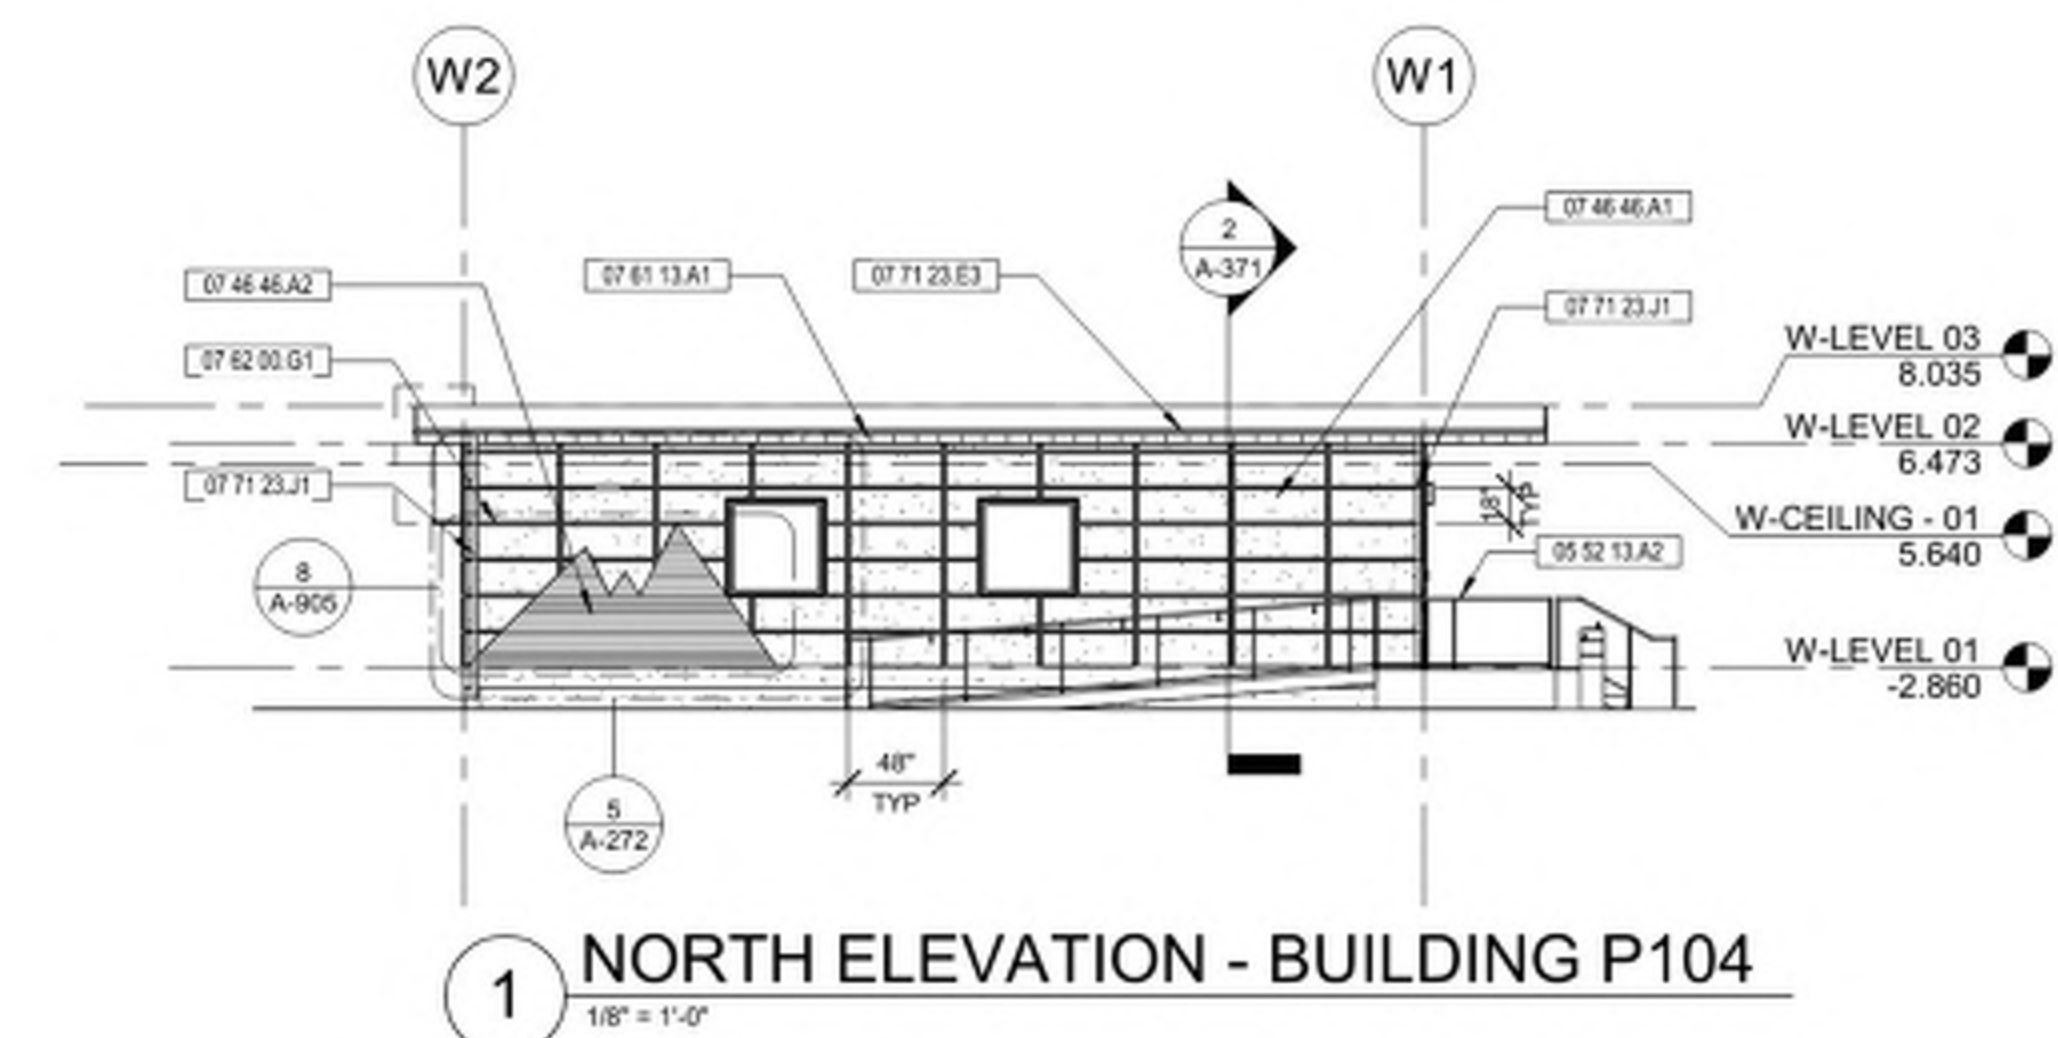 W2
W1
07 46 46.A1
2
A-371
07 46 46.A2
07 61 13.A1
07 71 23.E3
07 71 23.J1
W-LEVEL 03
8.035
07 62 00.G1
W-LEVEL 02
6.473
07 71 23.J1
18"
TYP
W-CEILING - 01
5.640
05 52 13.A2
8
A-905
W-LEVEL 01
-2.860
48"
TYP
5
A-272
1
NORTH ELEVATION - BUILDING P104
1/8" = 1'-0"